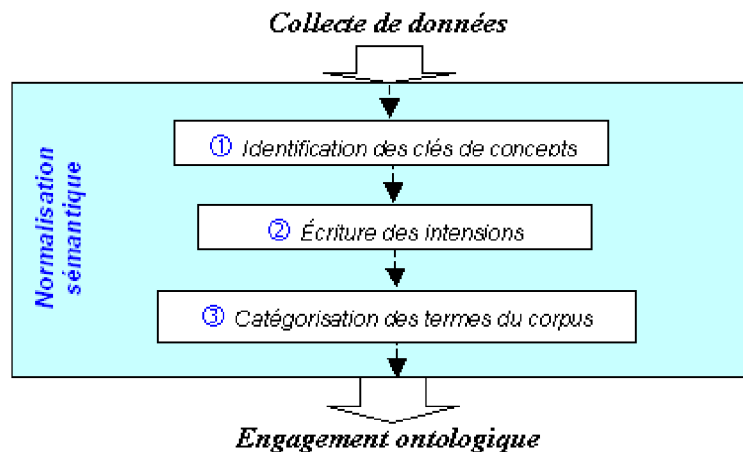 Collecte de données
① Identification des clés de concepts
Normalisation
sémantique
② Écriture des intensions
③ Catégorisation des termes du corpus
Engagement ontologique